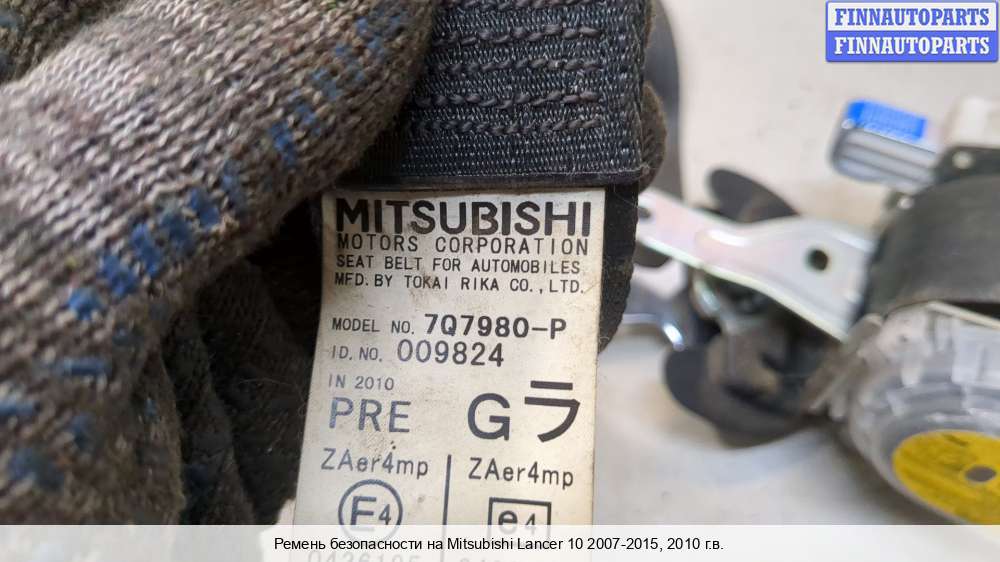 FINNAUTOPARTS
FINNAUTOPARTS
MITSUBISHI
MOTORS CORPORATION
SEAT BELT FOR AUTOMOBILES
MFD. BY TOKAI RIKA CO., LTD.
MODEL NO. 7Q7980-P
ID. NO. 009824
IN 2010
PRE Gラ
ZAer4mp ZAer4mp
E4 e4
Ремень безопасности на Mitsubishi Lancer 10 2007-2015, 2010 г.в.